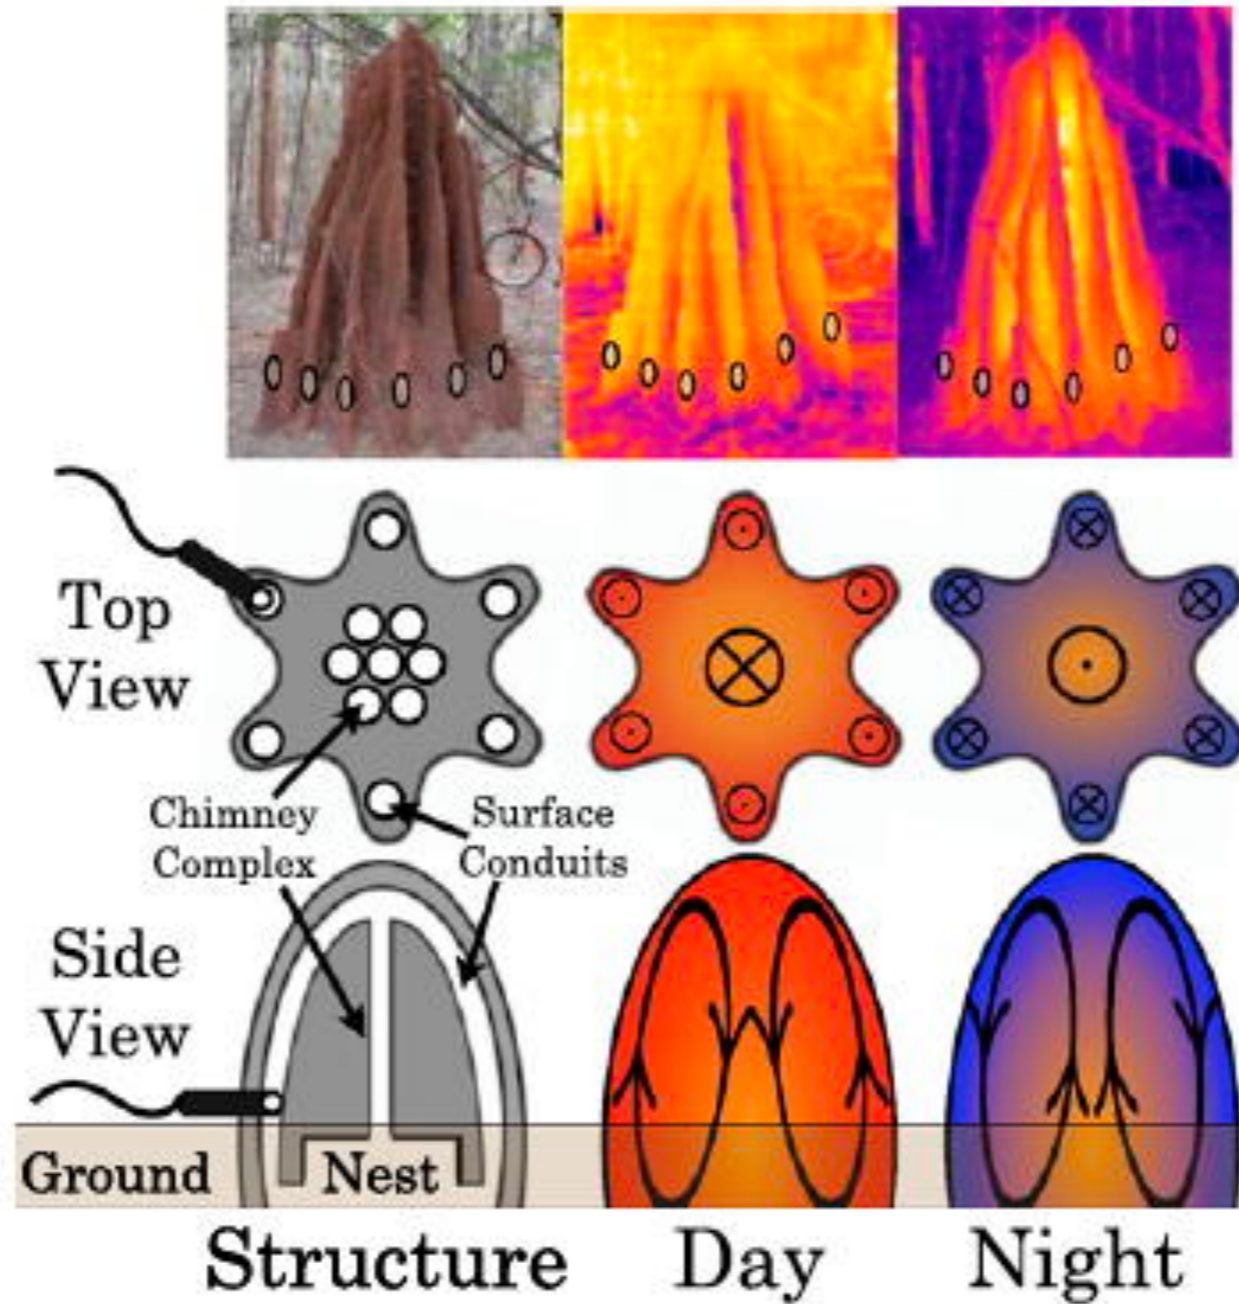 Top
View
Chimney
Complex
Surface
Conduits
Side
View
Ground
Nest
Structure
Day
Night